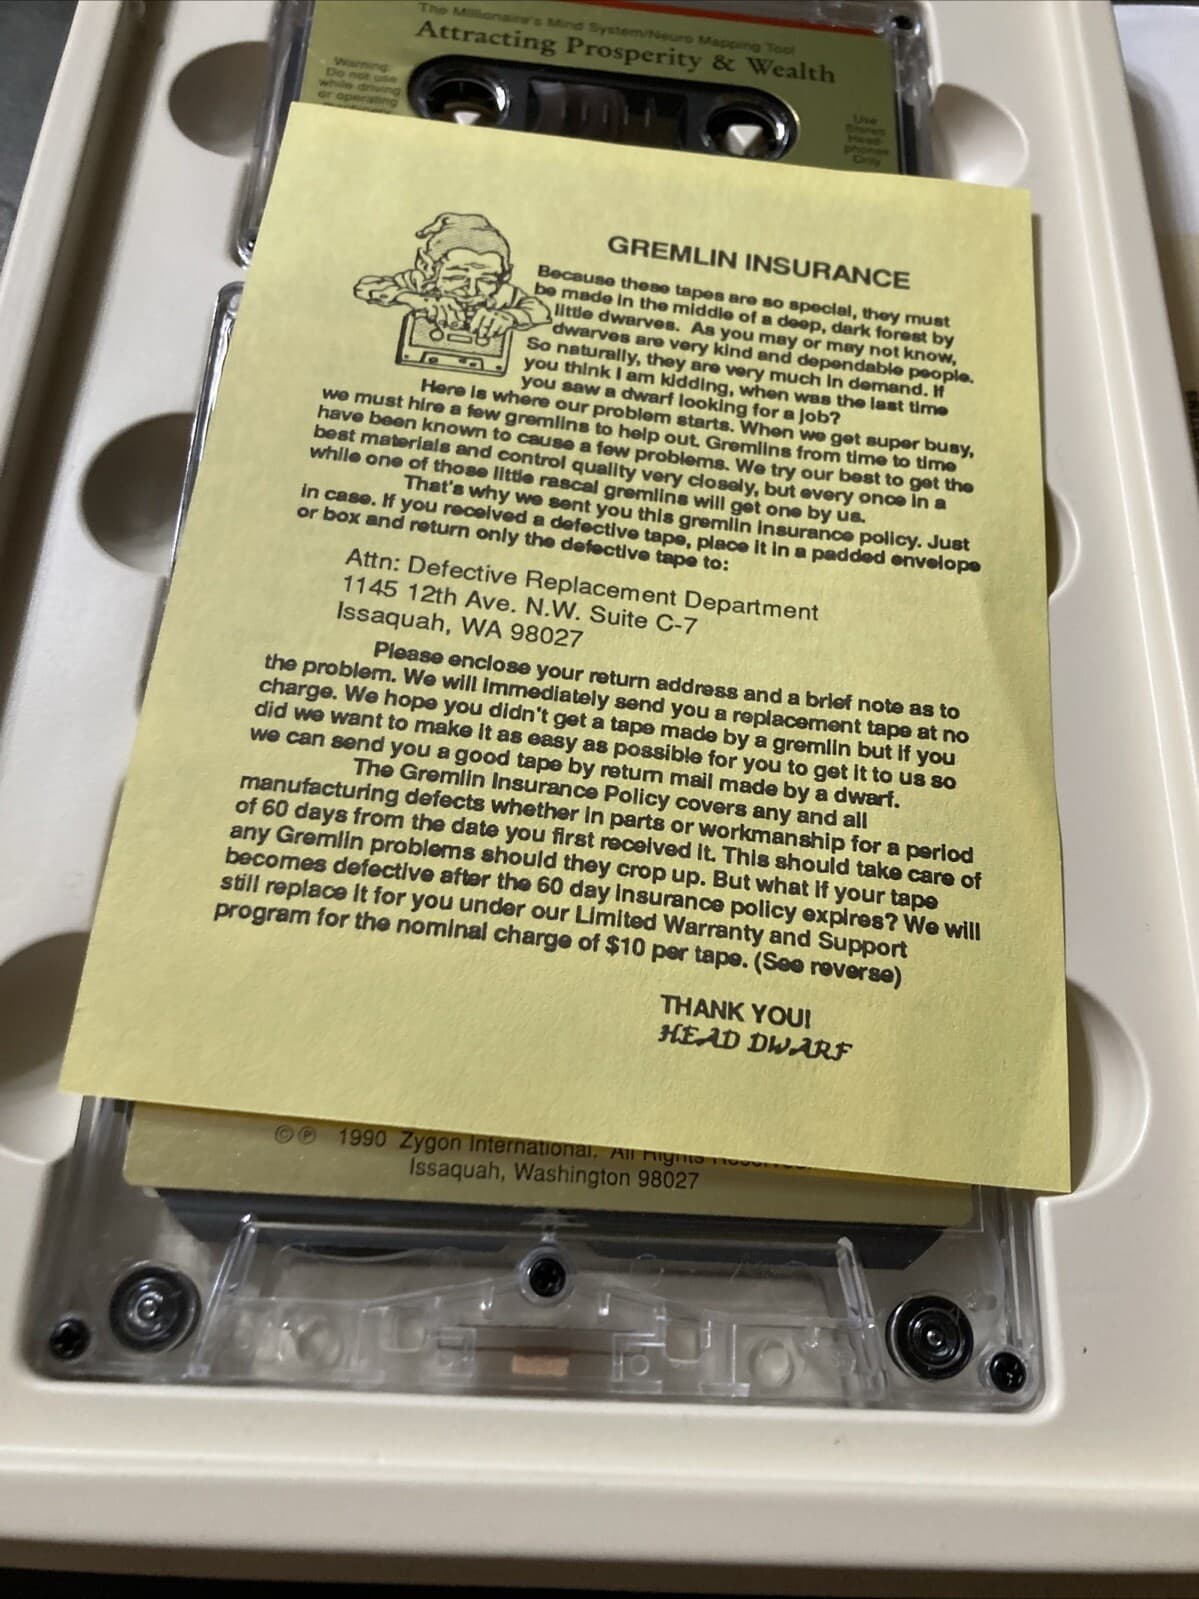 The Millionaire's Mind System/Neuro Mapping Tool
Attracting Prosperity & Wealth
Warning:
Do not use
while driving
or operating
Use
Stereo
Head-
phones
Only
GREMLIN INSURANCE
Because these tapes are so special, they must
be made in the middle of a deep, dark forest by
little dwarves. As you may or may not know,
dwarves are very kind and dependable people.
So naturally, they are very much in demand. If
you think I am kidding, when was the last time
you saw a dwarf looking for a job?
Here is where our problem starts. When we get super busy,
we must hire a few gremlins to help out. Gremlins from time to time
have been known to cause a few problems. We try our best to get the
best materials and control quality very closely, but every once in a
while one of those little rascal gremlins will get one by us.
That's why we sent you this gremlin insurance policy. Just
in case. If you received a defective tape, place it in a padded envelope
or box and return only the defective tape to:
Attn: Defective Replacement Department
1145 12th Ave. N.W. Suite C-7
Issaquah, WA 98027
Please enclose your return address and a brief note as to
the problem. We will immediately send you a replacement tape at no
charge. We hope you didn't get a tape made by a gremlin but if you
did we want to make it as easy as possible for you to get it to us so
we can send you a good tape by return mail made by a dwarf.
The Gremlin Insurance Policy covers any and all
manufacturing defects whether in parts or workmanship for a period
of 60 days from the date you first received it. This should take care of
any Gremlin problems should they crop up. But what if your tape
becomes defective after the 60 day insurance policy expires? We will
still replace it for you under our Limited Warranty and Support
program for the nominal charge of $10 per tape. (See reverse)
THANK YOU!
HEAD DWARF
©℗ 1990 Zygon International. All Rights
Issaquah, Washington 98027